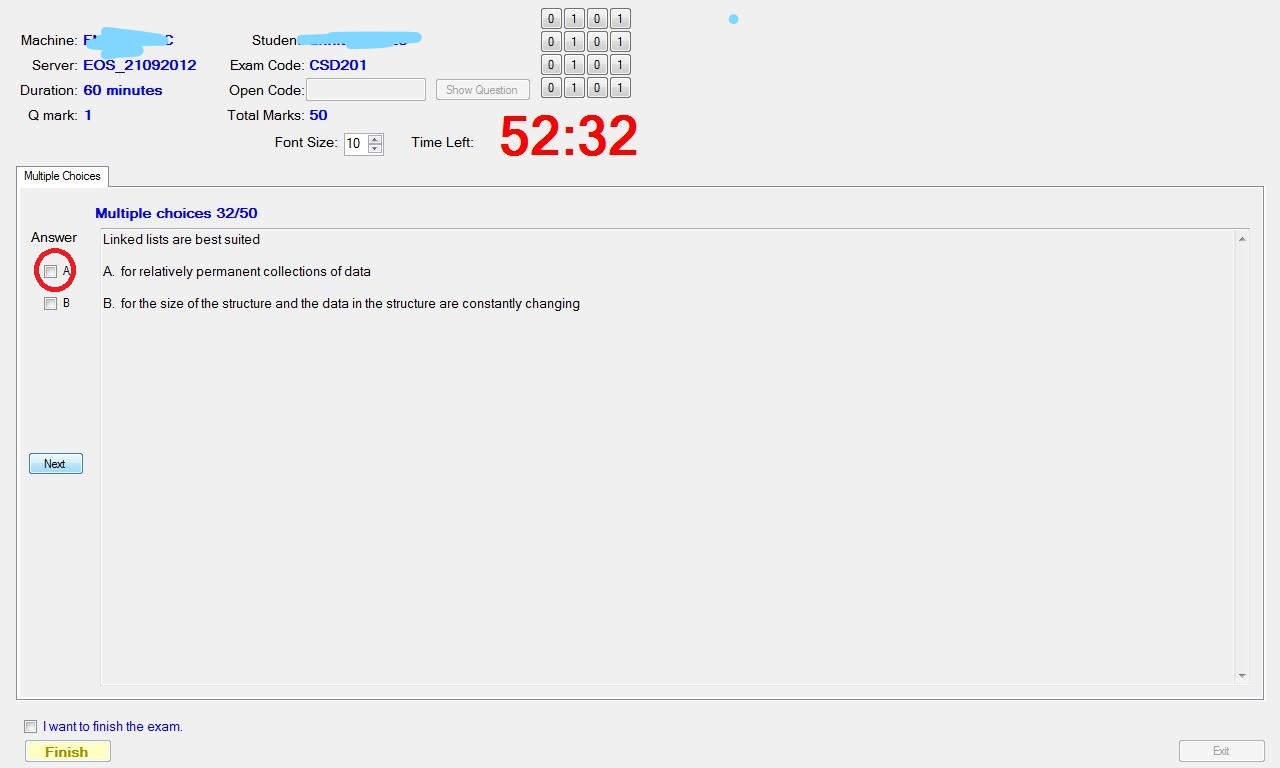 0 1 0 1
0 1 0 1
Machine:
Student:
Server: EOS_21092012 Exam Code: CSD201
0 1 0 1
Duration: 60 minutes Open Code: Show Question
0 1 0 1
Q mark: 1 Total Marks: 50
Font Size: 10 Time Left: 52:32
Multiple Choices
Multiple choices 32/50
Answer
Linked lists are best suited
A A. for relatively permanent collections of data
B B. for the size of the structure and the data in the structure are constantly changing
Next
I want to finish the exam.
Finish
Exit